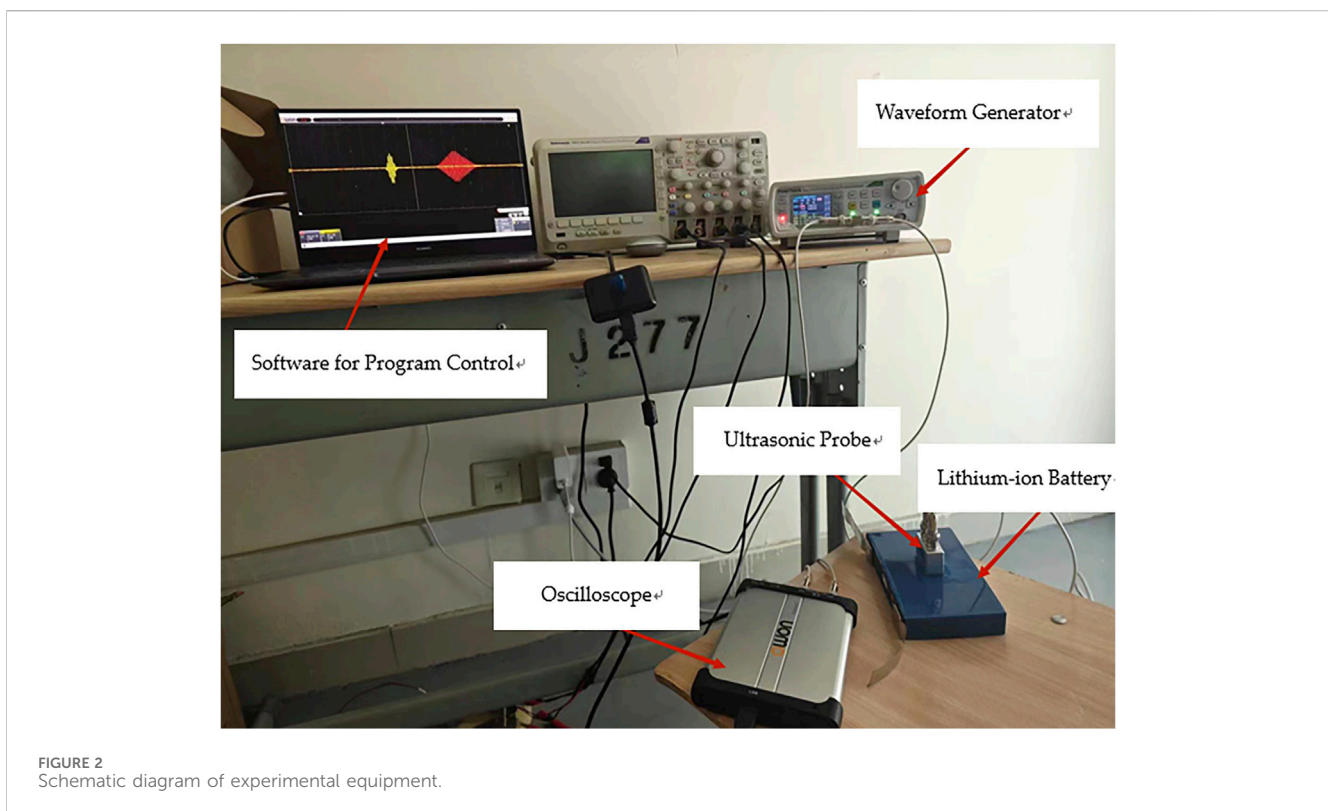 Waveform Generator↵
Software for Program Control↵
J277
Ultrasonic Probe↵
Lithium-ion Battery
Oscilloscope↵
FIGURE 2
Schematic diagram of experimental equipment.